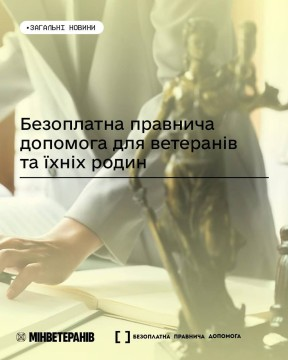 •ЗАГАЛЬНІ НОВИНИ
Безоплатна правнича
допомога для ветеранів
та їхніх родин
МІНВЕТЕРАНІВ
[ ] БЕЗОПЛАТНА ПРАВНИЧА ДОПОМОГА